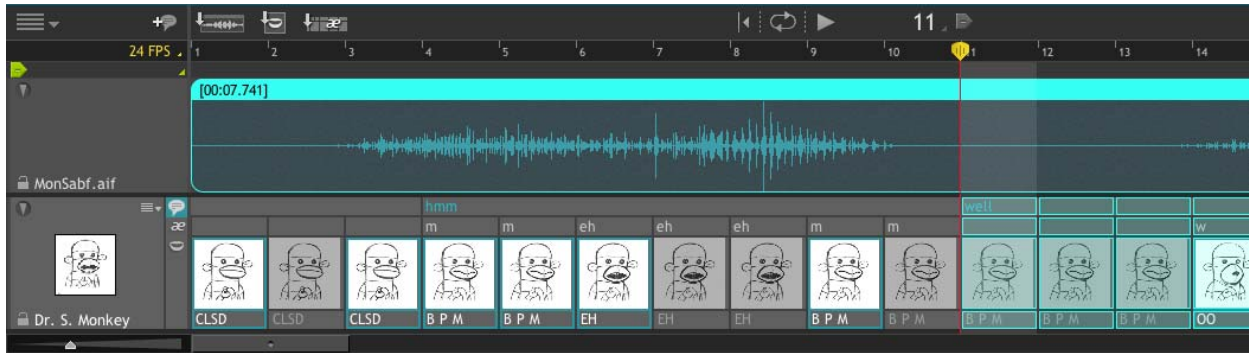 æ 11
24 FPS 1 2 3 4 5 6 7 8 9 10 11 12 13 14
[00:07.741]
MonSabf.aif
hmm well
æ m m eh eh eh m m w
Dr. S. Monkey CLSD CLSD CLSD B P M B P M EH EH EH B P M B P M B P M B P M B P M OO